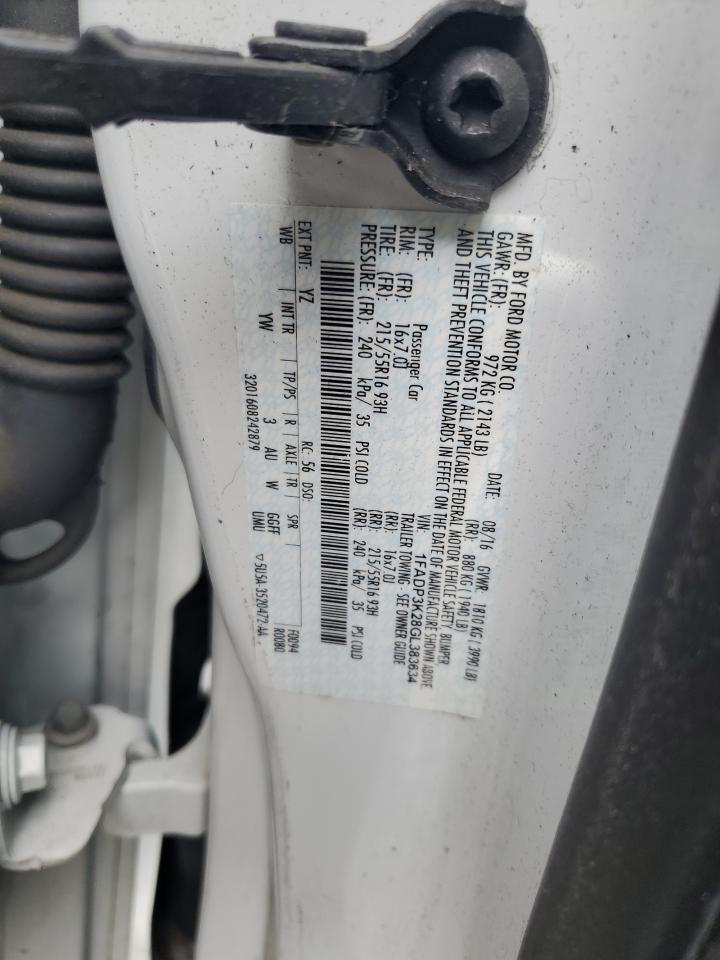 MFD. BY FORD MOTOR CO.
DATE: 08/16 GVWR: 1810 KG ( 3990 LB)
GAWR: (FR): 972 KG ( 2143 LB) (RR): 880 KG ( 1940 LB)
THIS VEHICLE CONFORMS TO ALL APPLICABLE FEDERAL MOTOR VEHICLE SAFETY, BUMPER,
AND THEFT PREVENTION STANDARDS IN EFFECT ON THE DATE OF MANUFACTURE SHOWN ABOVE
VIN: 1FADP3K28GL383634
TYPE: Passenger Car TRAILER TOWING - SEE OWNER GUIDE
RIM: (FR): 16x7.0J (RR): 16x7.0J
TIRE: (FR): 215/55R16 93H (RR): 215/55R16 93H
PRESSURE: (FR): 240 kPa/ 35 PSI COLD (RR): 240 kPa/ 35 PSI COLD
EXT PNT: YZ RC: 56 DSO: F0094
WB INT TR TP/PS R AXLE TR SPR R0080
YW 3 AU W GGFF
UMU
3201608242879 ▽ 5U5A-3520472-AA